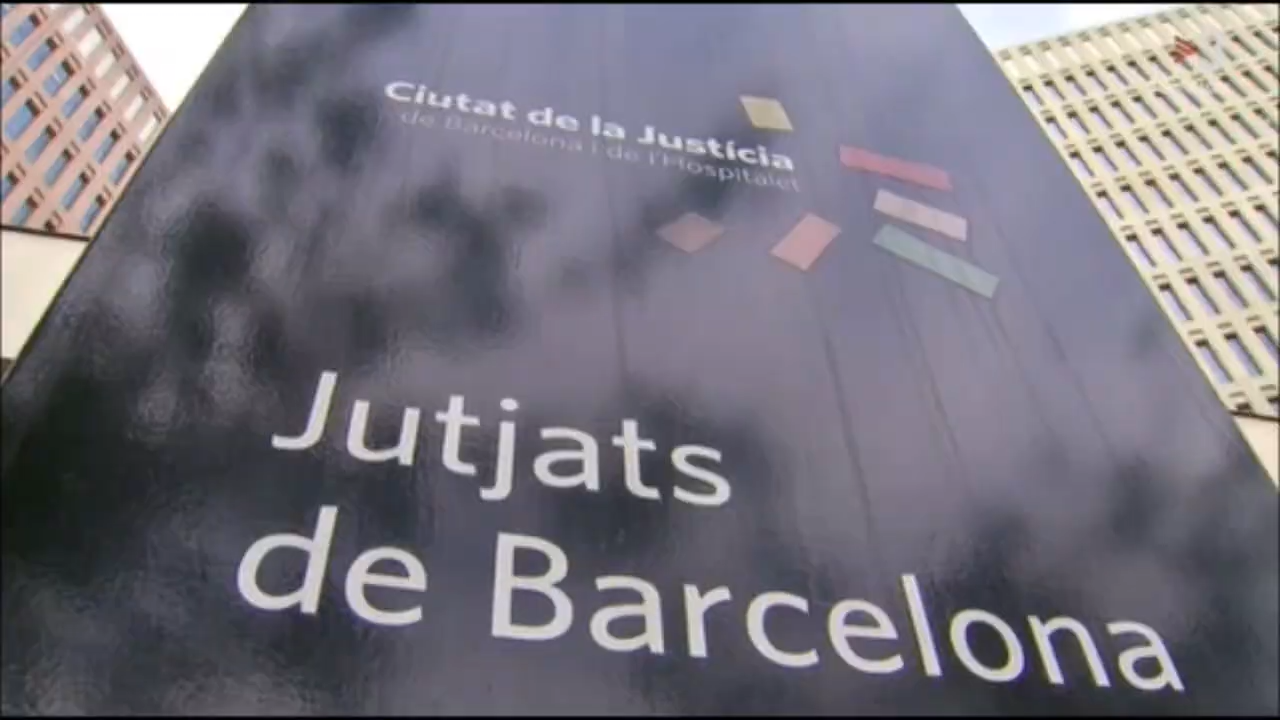 Ciutat de la Justícia
de Barcelona i de l'Hospitalet
Jutjats
de Barcelona